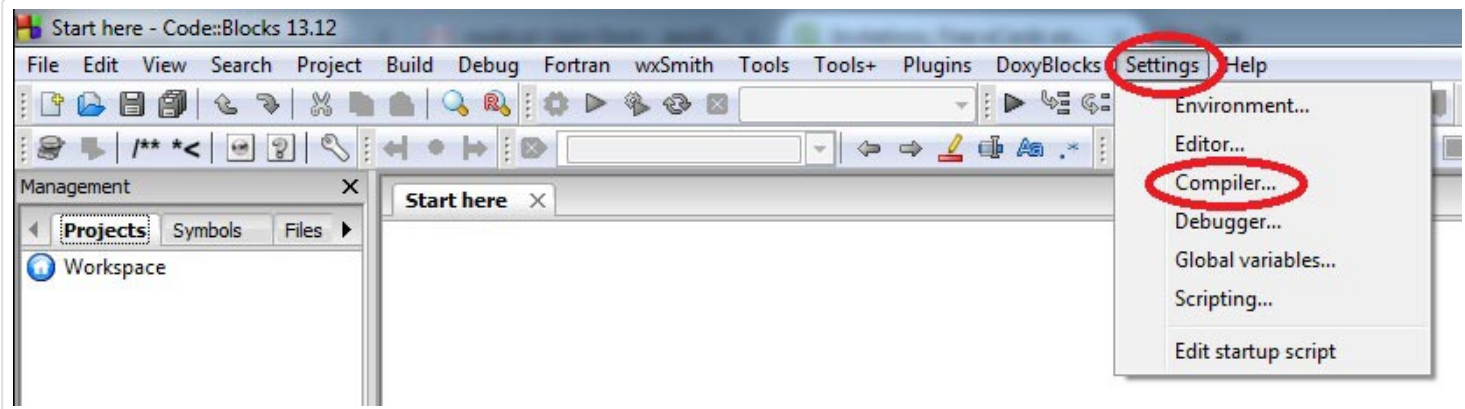 Start here - Code::Blocks 13.12
File Edit View Search Project Build Debug Fortran wxSmith Tools Tools+ Plugins DoxyBlocks Settings Help
Environment...
/** *<
Editor...
Management
Start here
Compiler...
Projects Symbols Files
Debugger...
Workspace
Global variables...
Scripting...
Edit startup script